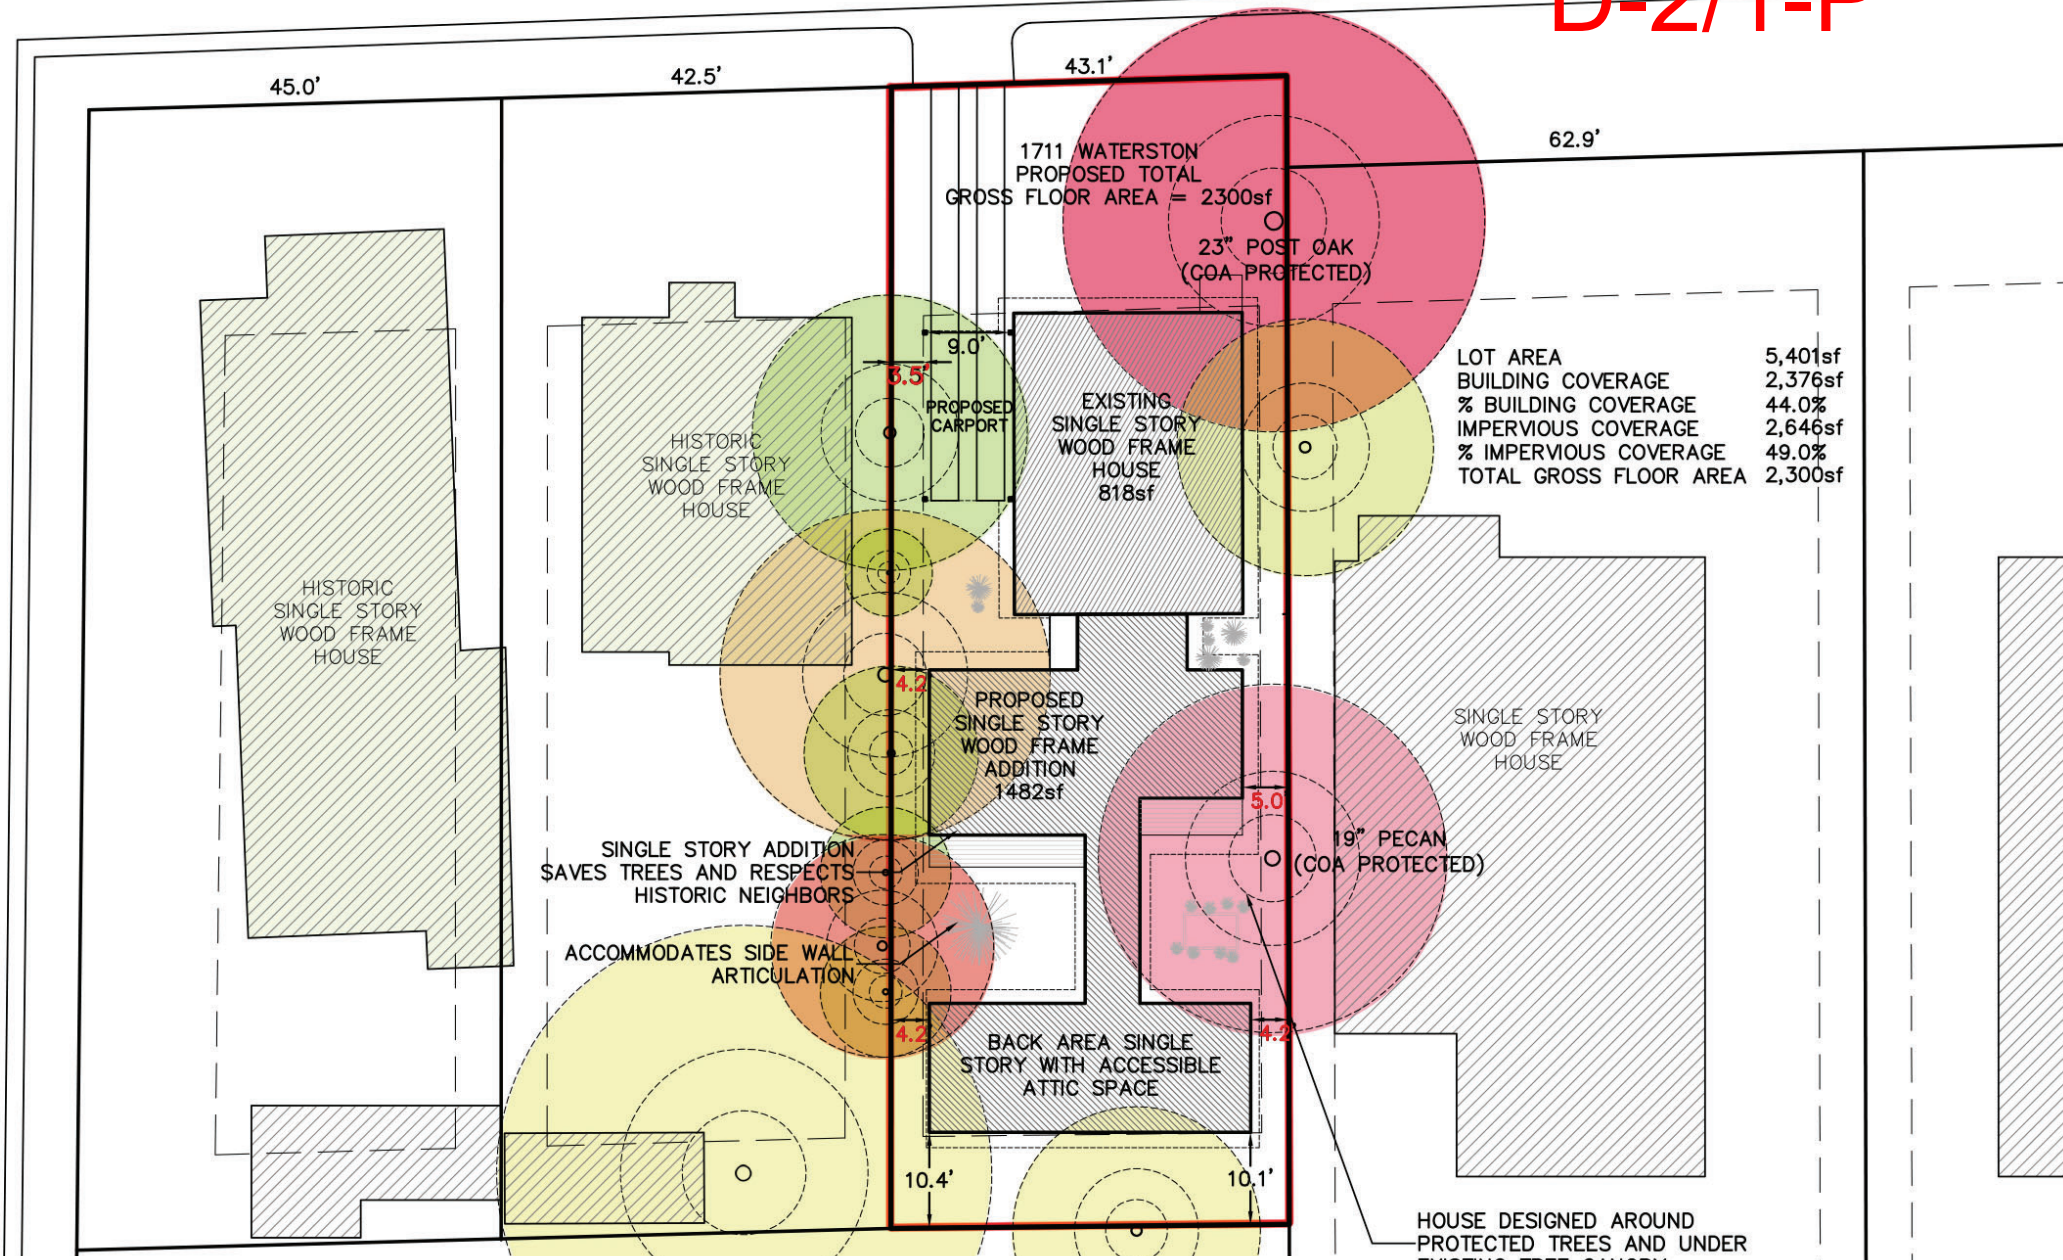 D-2/1-P
45.0'
42.5'
43.1'
62.9'
1711 WATERSTON
PROPOSED TOTAL
GROSS FLOOR AREA = 2300sf
23" POST OAK
(COA PROTECTED)
9.0'
3.5'
PROPOSED
CARPORT
EXISTING
SINGLE STORY
WOOD FRAME
HOUSE
818sf
LOT AREA 5,401sf
BUILDING COVERAGE 2,376sf
% BUILDING COVERAGE 44.0%
IMPERVIOUS COVERAGE 2,646sf
% IMPERVIOUS COVERAGE 49.0%
TOTAL GROSS FLOOR AREA 2,300sf
HISTORIC
SINGLE STORY
WOOD FRAME
HOUSE
HISTORIC
SINGLE STORY
WOOD FRAME
HOUSE
4.2
PROPOSED
SINGLE STORY
WOOD FRAME
ADDITION
1482sf
SINGLE STORY
WOOD FRAME
HOUSE
5.0
19" PECAN
(COA PROTECTED)
SINGLE STORY ADDITION
SAVES TREES AND RESPECTS
HISTORIC NEIGHBORS
ACCOMMODATES SIDE WALL
ARTICULATION
4.2
4.2
BACK AREA SINGLE
STORY WITH ACCESSIBLE
ATTIC SPACE
10.4'
10.1'
HOUSE DESIGNED AROUND
PROTECTED TREES AND UNDER
EXISTING TREE CANOPY